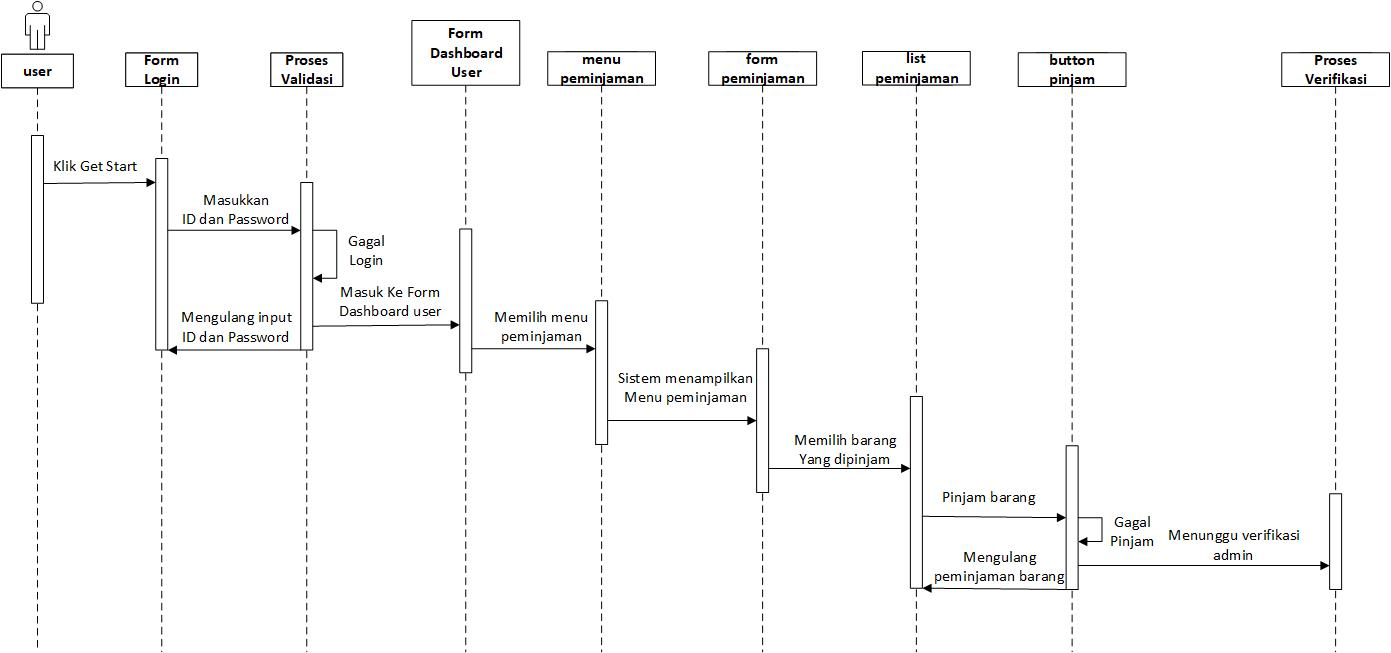 user
Form
Login
Proses
Validasi
Form
Dashboard
User
menu
peminjaman
form
peminjaman
list
peminjaman
button
pinjam
Proses
Verifikasi
Klik Get Start
Masukkan
ID dan Password
Gagal
Login
Masuk Ke Form
Dashboard user
Mengulang input
ID dan Password
Memilih menu
peminjaman
Sistem menampilkan
Menu peminjaman
Memilih barang
Yang dipinjam
Pinjam barang
Gagal
Pinjam
Menunggu verifikasi
admin
Mengulang
peminjaman barang